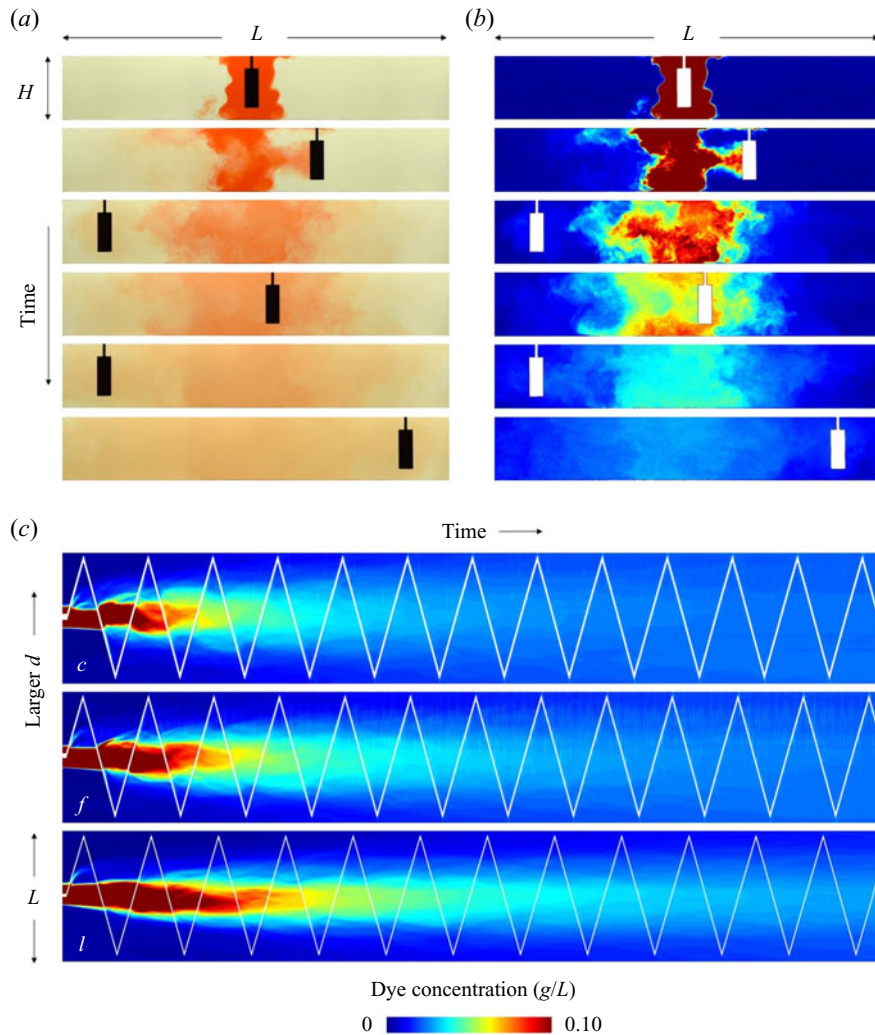 (a)
(b)
L
L
H
Time
(c)
Time
Larger d
c
f
L
l
Dye concentration (g/L)
0
0.10